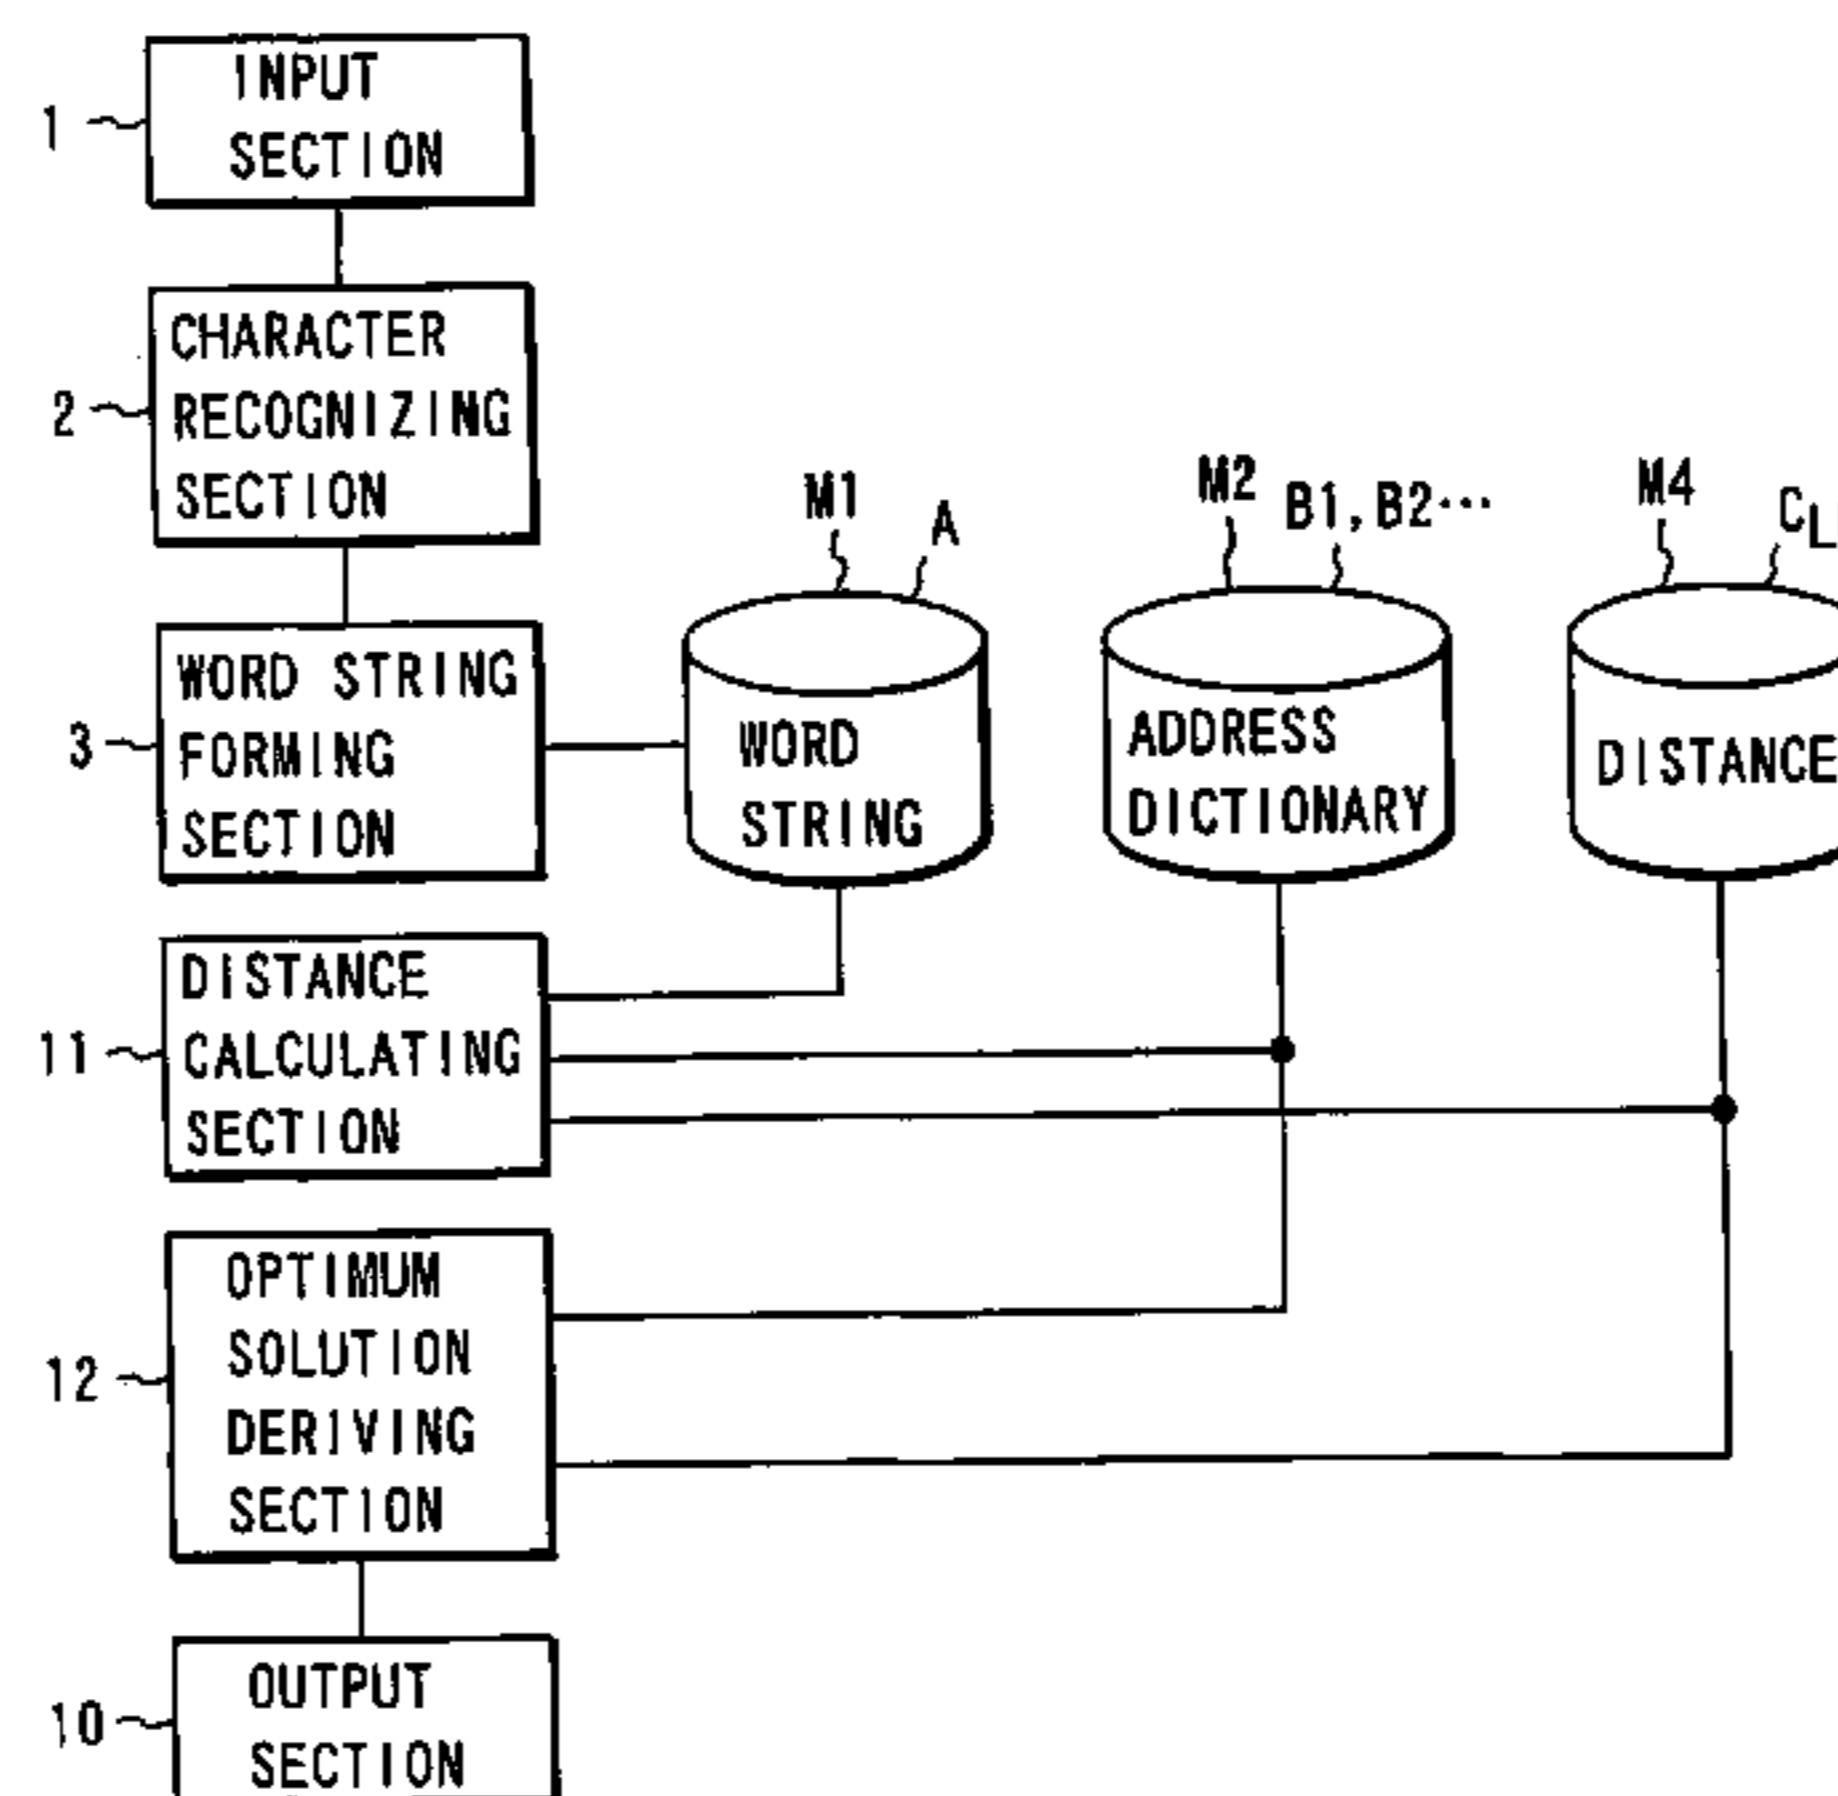 INPUT
SECTION
1
CHARACTER
RECOGNIZING
SECTION
2
WORD STRING
FORMING
SECTION
3
M1
A
WORD
STRING
M2
B1, B2...
ADDRESS
DICTIONARY
M4
CL
DISTANCE
DISTANCE
CALCULATING
SECTION
11
OPTIMUM
SOLUTION
DERIVING
SECTION
12
OUTPUT
SECTION
10